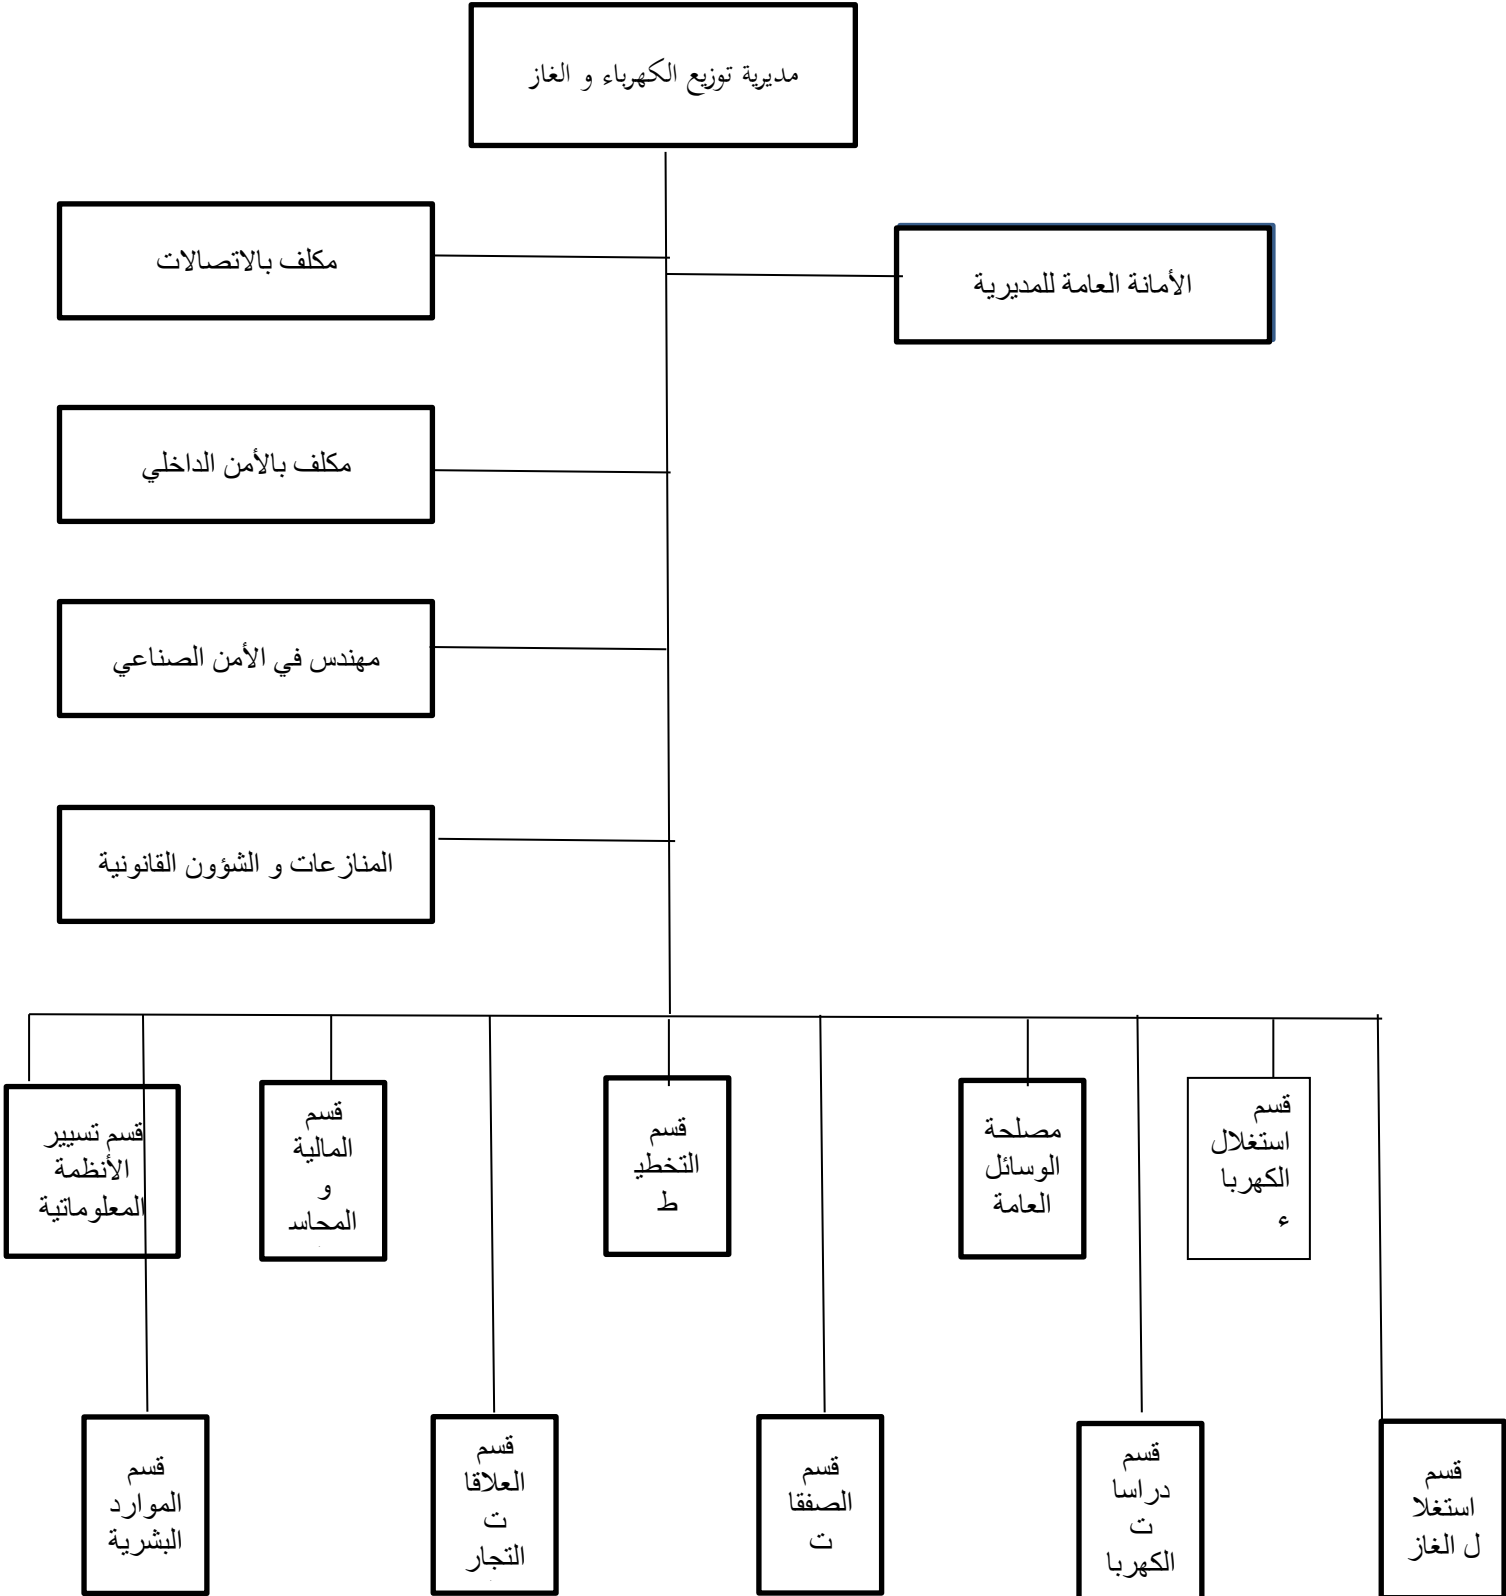 مديرية توزيع الكهرباء و الغاز
الأمانة العامة للمديرية
مكلف بالاتصالات
مكلف بالأمن الداخلي
مهندس في الأمن الصناعي
المنازعات و الشؤون القانونية
قسم
استغلال
الكهربا
ء
مصلحة
الوسائل
العامة
قسم
التخطي
ط
قسم
المالية
و
المحاسـ
قسم تسيير
الأنظمة
المعلوماتية
قسم
استغلا
ل الغاز
قسم
دراسا
ت
الكهربا
قسم
الصفقا
ت
قسم
العلاقا
ت
التجار
قسم
الموارد
البشرية